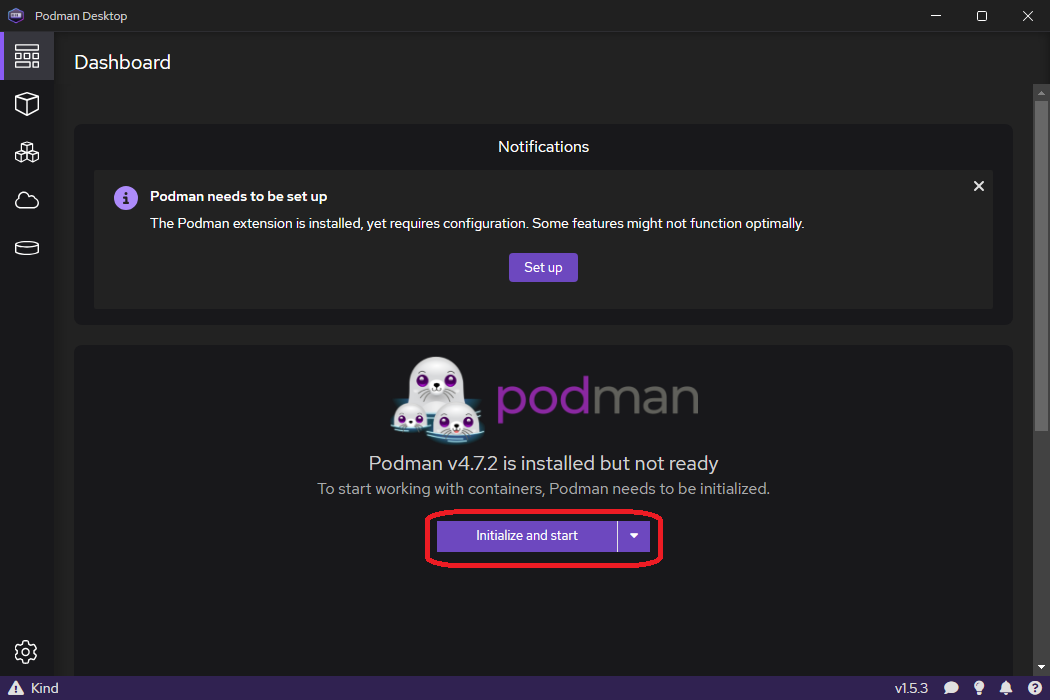 Podman Desktop
Dashboard
Notifications
Podman needs to be set up
The Podman extension is installed, yet requires configuration. Some features might not function optimally.
Set up
podman
Podman v4.7.2 is installed but not ready
To start working with containers, Podman needs to be initialized.
Initialize and start
Kind
v1.5.3